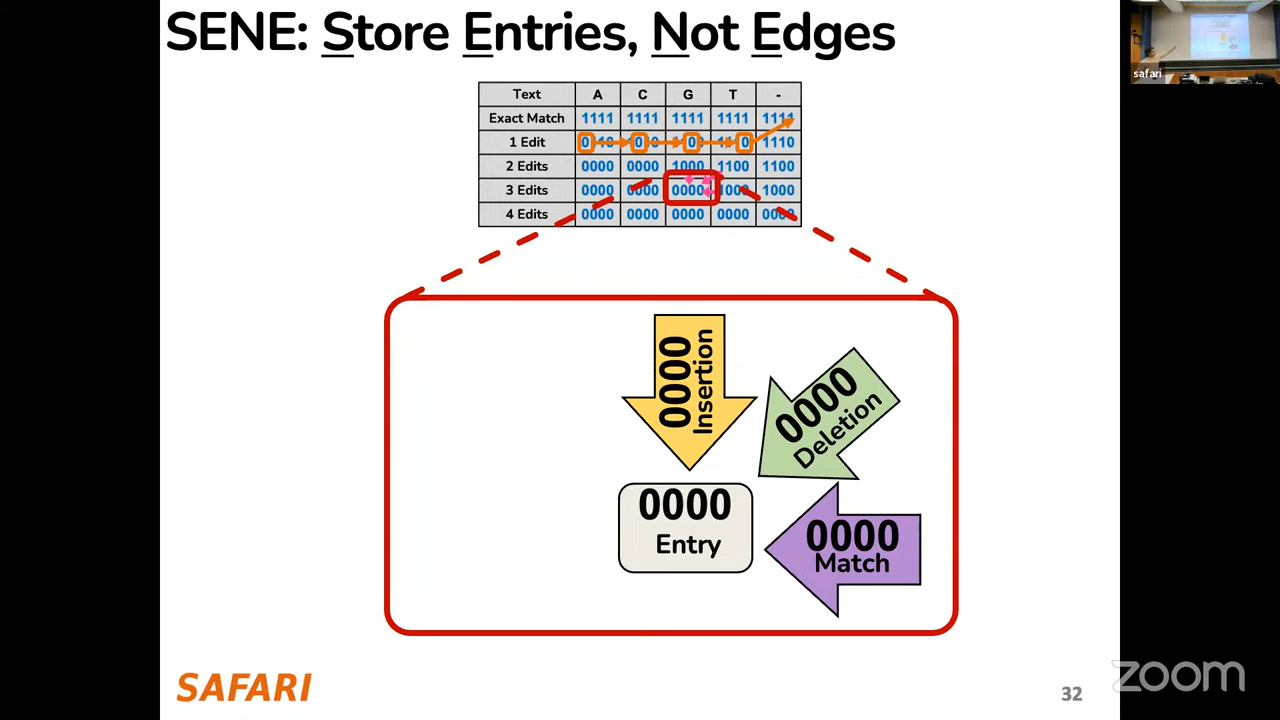 SENE: Store Entries, Not Edges
safari
Text A C G T -
Exact Match 1111 1111 1111 1111 1111
1 Edit 1110
2 Edits 0000 0000 1000 1100 1100
3 Edits 0000 0000 0000 1000 1000
4 Edits 0000 0000 0000 0000 0000
0000
Insertion
0000
Deletion
0000
Entry
0000
Match
SAFARI
32
zoom